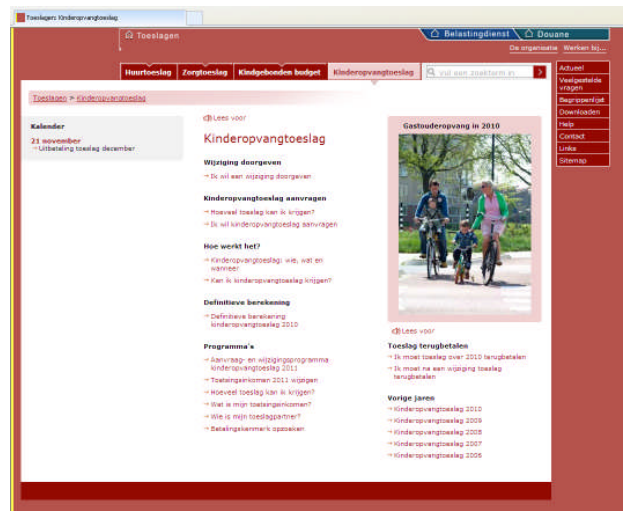 Toeslagen: Kinderopvangtoeslag
Toeslagen
Belastingdienst
Douane
De organisatie
Werken bij...
Huurtoeslag
Zorgtoeslag
Kindgebonden budget
Kinderopvangtoeslag
Vul een zoekterm in
Actueel
Veelgestelde
vragen
Begrippenlijst
Downloaden
Help
Contact
Links
Sitemap
Toeslagen > Kinderopvangtoeslag
Kalender
21 november
Uitbetaling toeslag december
Lees voor
Kinderopvangtoeslag
Wijziging doorgeven
Ik wil een wijziging doorgeven
Kinderopvangtoeslag aanvragen
Hoeveel toeslag kan ik krijgen?
Ik wil kinderopvangtoeslag aanvragen
Hoe werkt het?
Kinderopvangtoeslag: wie, wat en
wanneer
Kan ik kinderopvangtoeslag krijgen?
Definitieve berekening
Definitieve berekening
kinderopvangtoeslag 2010
Programma's
Aanvraag- en wijzigingsprogramma
kinderopvangtoeslag 2011
Toetsingsinkomen 2011 wijzigen
Hoeveel toeslag kan ik krijgen?
Wat is mijn toetsingsinkomen?
Wie is mijn toeslagpartner?
Betalingskenmerk opzoeken
Gastouderopvang in 2010
Lees voor
Toeslag terugbetalen
Ik moet toeslag over 2010 terugbetalen
Ik moet na een wijziging toeslag
terugbetalen
Vorige jaren
Kinderopvangtoeslag 2010
Kinderopvangtoeslag 2009
Kinderopvangtoeslag 2008
Kinderopvangtoeslag 2007
Kinderopvangtoeslag 2006